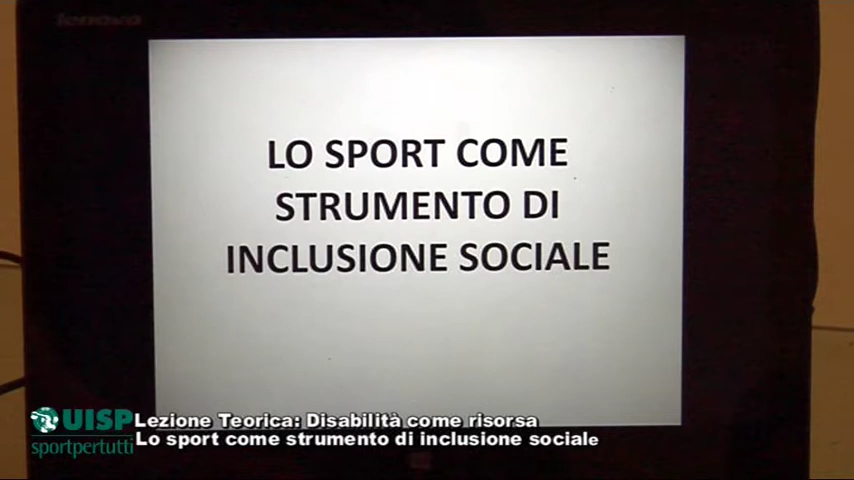 lenovo
LO SPORT COME
STRUMENTO DI
INCLUSIONE SOCIALE
UISP
sportpertutti
Lezione Teorica: Disabilità come risorsa
Lo sport come strumento di inclusione sociale